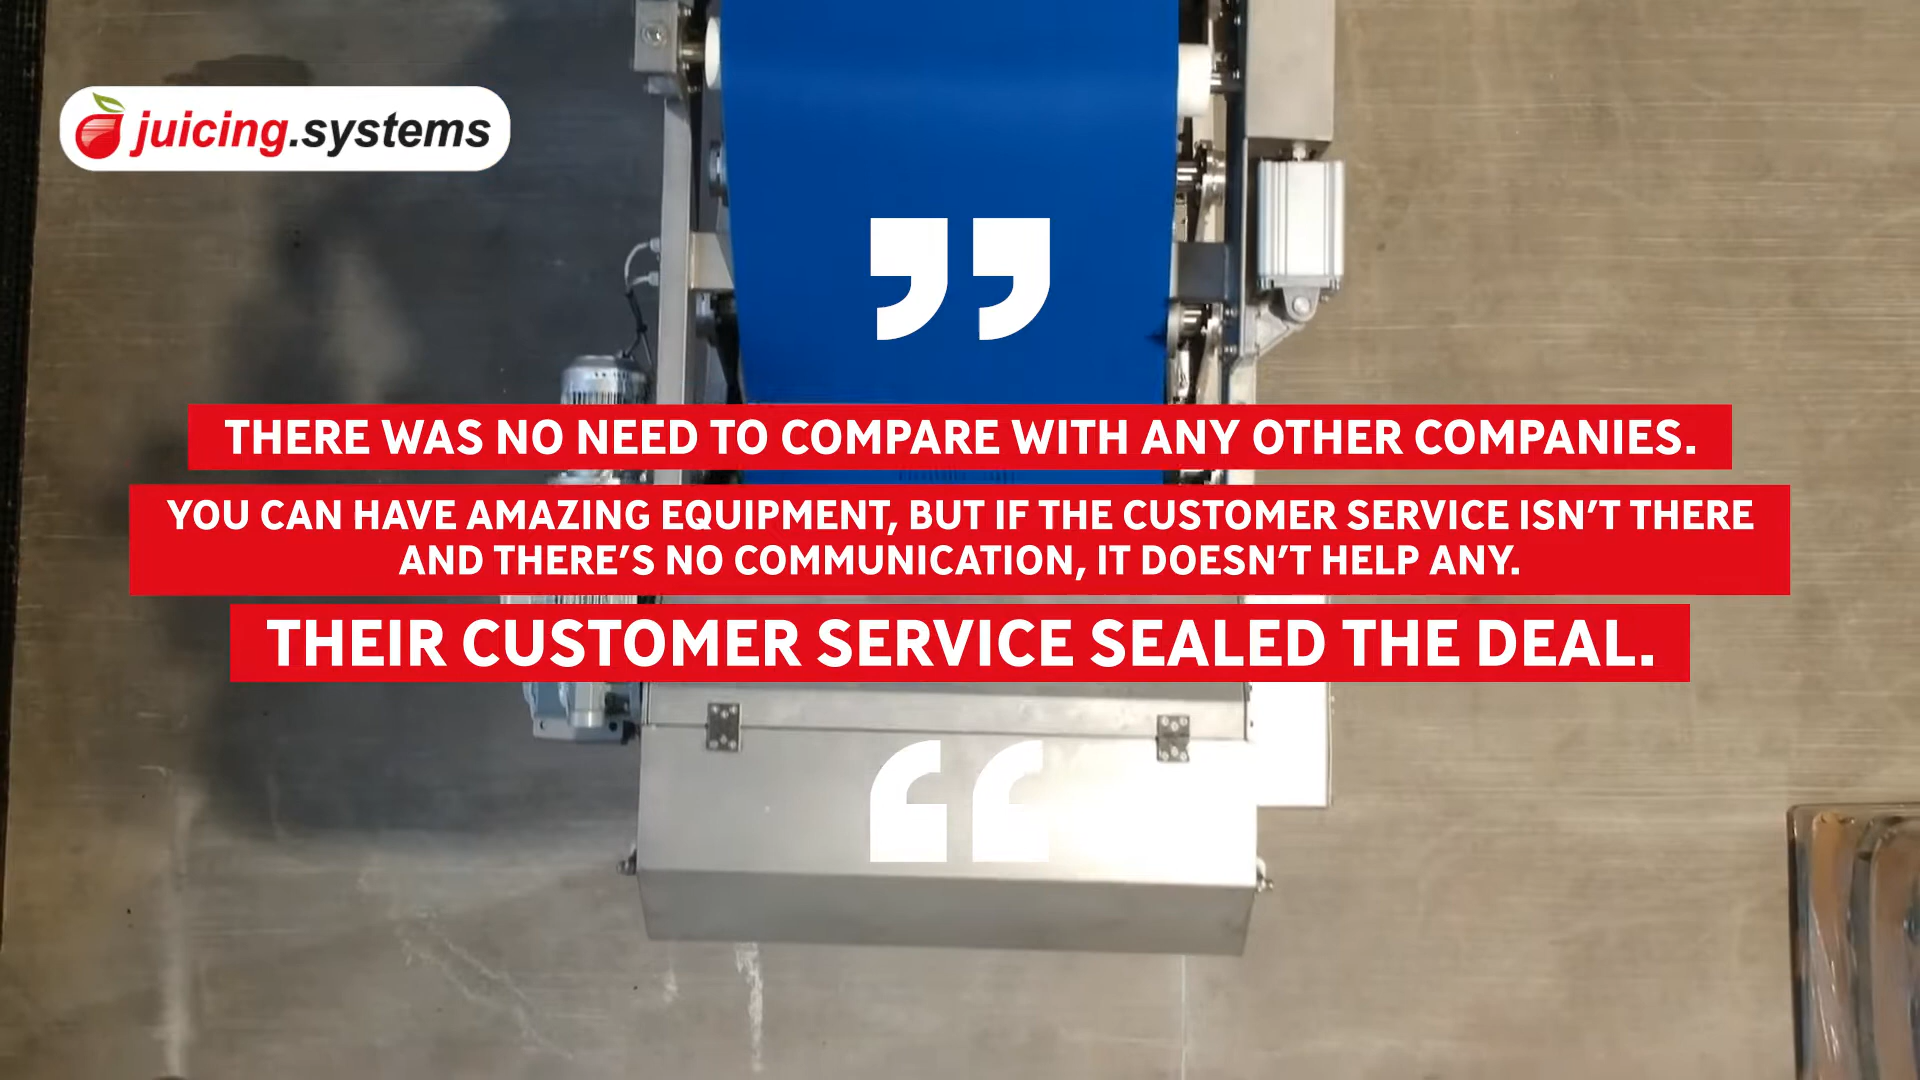 juicing.systems
”
THERE WAS NO NEED TO COMPARE WITH ANY OTHER COMPANIES.
YOU CAN HAVE AMAZING EQUIPMENT, BUT IF THE CUSTOMER SERVICE ISN’T THERE
AND THERE’S NO COMMUNICATION, IT DOESN’T HELP ANY.
THEIR CUSTOMER SERVICE SEALED THE DEAL.
“